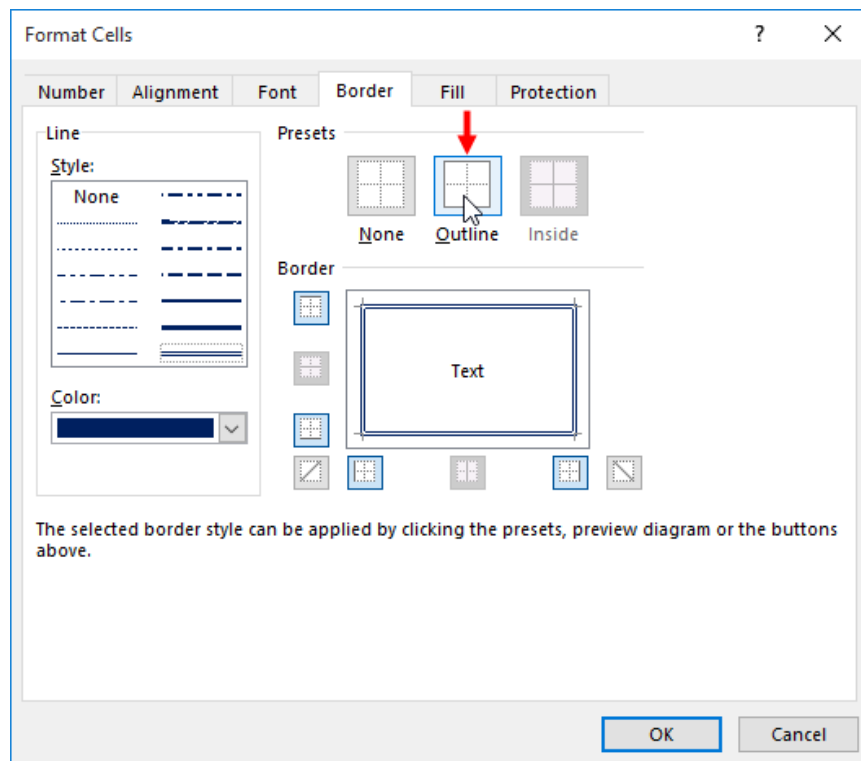 Format Cells
?
Number Alignment Font Border Fill Protection
Line
Style:
None
Color:
Presets
None Outline Inside
Border
Text
The selected border style can be applied by clicking the presets, preview diagram or the buttons
above.
OK Cancel